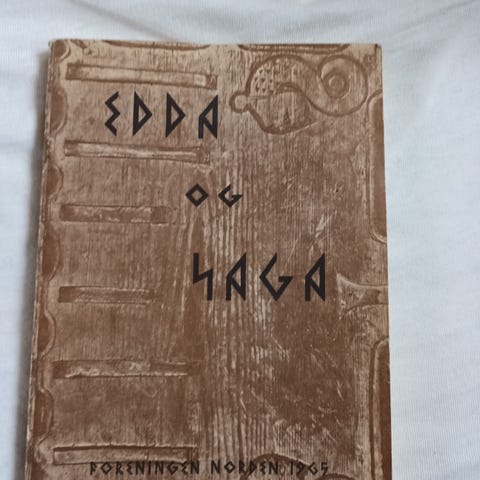 EDDA
OG
SAGA
FORENINGEN NORDEN, 1965